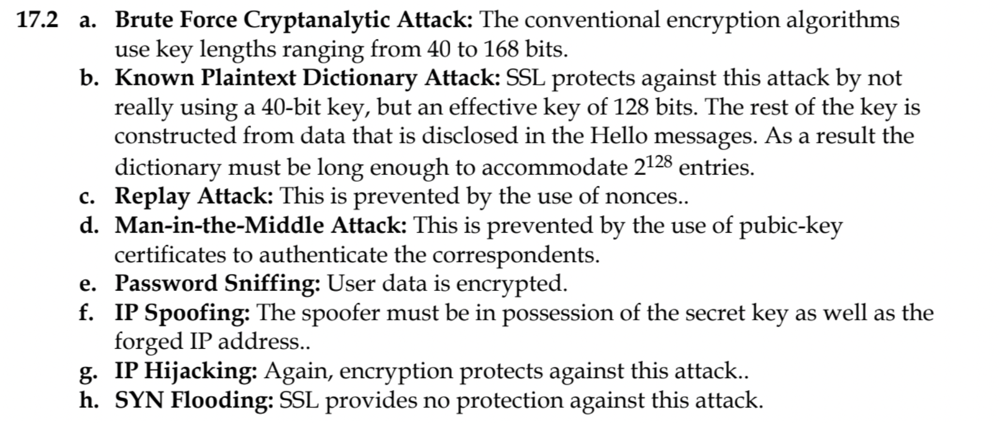 17.2 a. Brute Force Cryptanalytic Attack: The conventional encryption algorithms
use key lengths ranging from 40 to 168 bits.
b. Known Plaintext Dictionary Attack: SSL protects against this attack by not
really using a 40-bit key, but an effective key of 128 bits. The rest of the key is
constructed from data that is disclosed in the Hello messages. As a result the
dictionary must be long enough to accommodate 2¹²⁸ entries.
c. Replay Attack: This is prevented by the use of nonces..
d. Man-in-the-Middle Attack: This is prevented by the use of pubic-key
certificates to authenticate the correspondents.
e. Password Sniffing: User data is encrypted.
f. IP Spoofing: The spoofer must be in possession of the secret key as well as the
forged IP address..
g. IP Hijacking: Again, encryption protects against this attack..
h. SYN Flooding: SSL provides no protection against this attack.